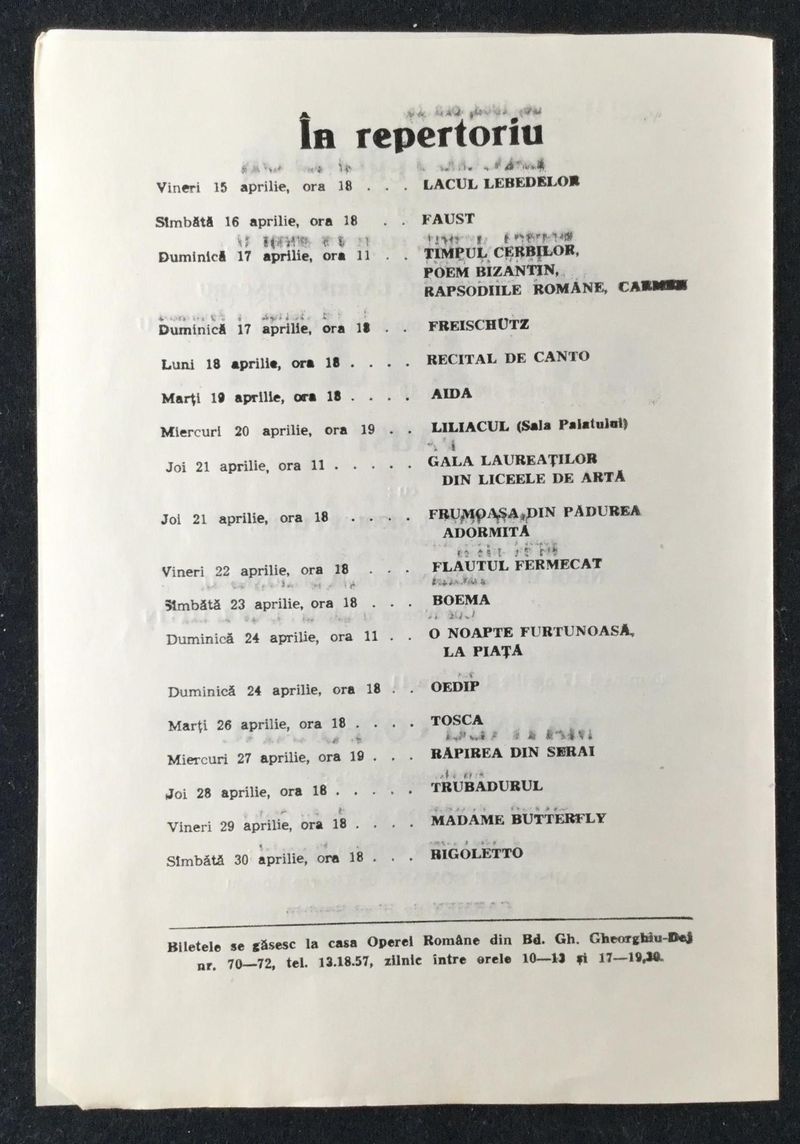 În repertoriu
Vineri 15 aprilie, ora 18 . . . LACUL LEBEDELOR
Sîmbătă 16 aprilie, ora 18 . . FAUST
Duminică 17 aprilie, ora 11 . . TIMPUL CERBILOR,
POEM BIZANTIN,
RAPSODIILE ROMÂNE, CARMEN
Duminică 17 aprilie, ora 18 . . FREISCHÜTZ
Luni 18 aprilie, ora 18 . . . . RECITAL DE CANTO
Marți 19 aprilie, ora 18 . . . . AIDA
Miercuri 20 aprilie, ora 19 . . LILIACUL (Sala Palatului)
Joi 21 aprilie, ora 11 . . . . . GALA LAUREAȚILOR
DIN LICEELE DE ARTĂ
Joi 21 aprilie, ora 18 . . . . FRUMOASA DIN PĂDUREA
ADORMITĂ
Vineri 22 aprilie, ora 18 . . . FLAUTUL FERMECAT
Sîmbătă 23 aprilie, ora 18 . . . BOEMA
Duminică 24 aprilie, ora 11 . . O NOAPTE FURTUNOASĂ,
LA PIAȚĂ
Duminică 24 aprilie, ora 18 . . OEDIP
Marți 26 aprilie, ora 18 . . . . TOSCA
Miercuri 27 aprilie, ora 19 . . . RĂPIREA DIN SERAI
Joi 28 aprilie, ora 18 . . . . . TRUBADURUL
Vineri 29 aprilie, ora 18 . . . . MADAME BUTTERFLY
Sîmbătă 30 aprilie, ora 18 . . . RIGOLETTO
Biletele se găsesc la casa Operei Române din Bd. Gh. Gheorghiu-Dej
nr. 70—72, tel. 13.18.57, zilnic între orele 10—13 și 17—19,30.